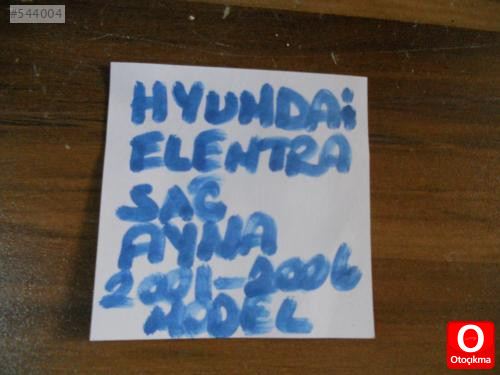 #544004
HYUNDAİ
ELENTRA
SAĞ
AYNA
2001-2006
MODEL
O
Otoçıkma